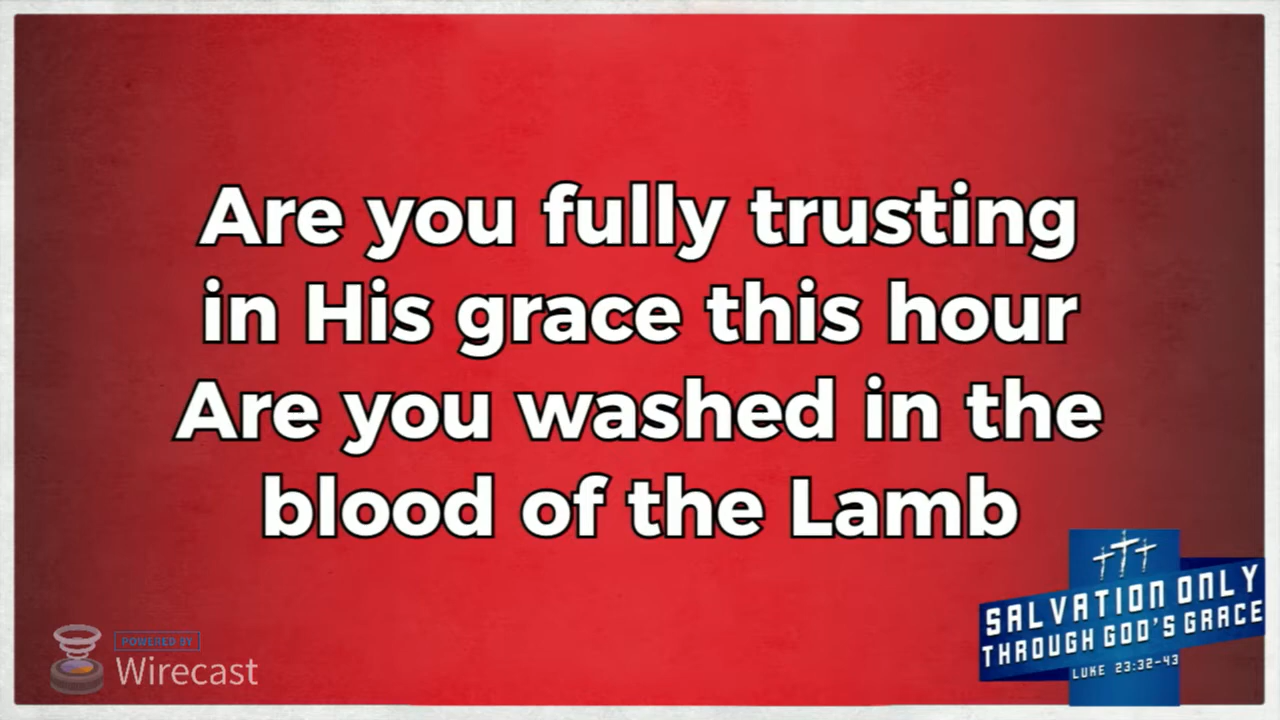 Are you fully trusting
in His grace this hour
Are you washed in the
blood of the Lamb
SALVATION ONLY
THROUGH GOD'S GRACE
LUKE 23:32-43
POWERED BY
Wirecast